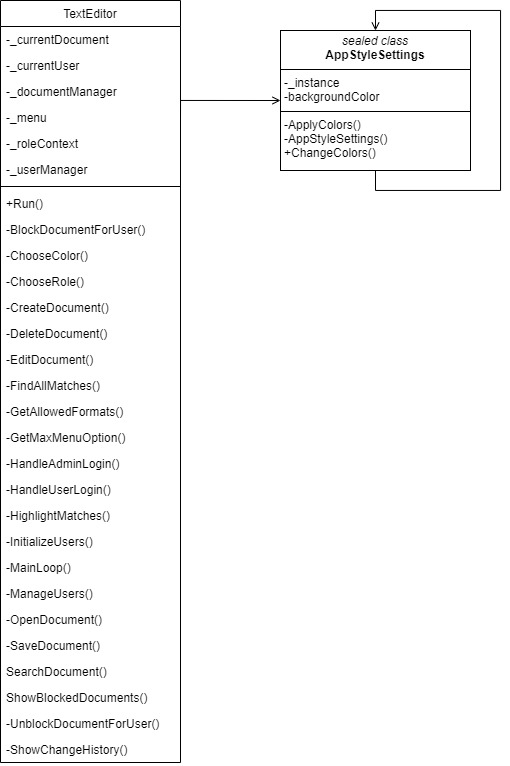 TextEditor
-_currentDocument
-_currentUser
-_documentManager
-_menu
-_roleContext
-_userManager
+Run()
-BlockDocumentForUser()
-ChooseColor()
-ChooseRole()
-CreateDocument()
-DeleteDocument()
-EditDocument()
-FindAllMatches()
-GetAllowedFormats()
-GetMaxMenuOption()
-HandleAdminLogin()
-HandleUserLogin()
-HighlightMatches()
-InitializeUsers()
-MainLoop()
-ManageUsers()
-OpenDocument()
-SaveDocument()
SearchDocument()
ShowBlockedDocuments()
-UnblockDocumentForUser()
-ShowChangeHistory()
sealed class
AppStyleSettings
-_instance
-backgroundColor
-ApplyColors()
-AppStyleSettings()
+ChangeColors()